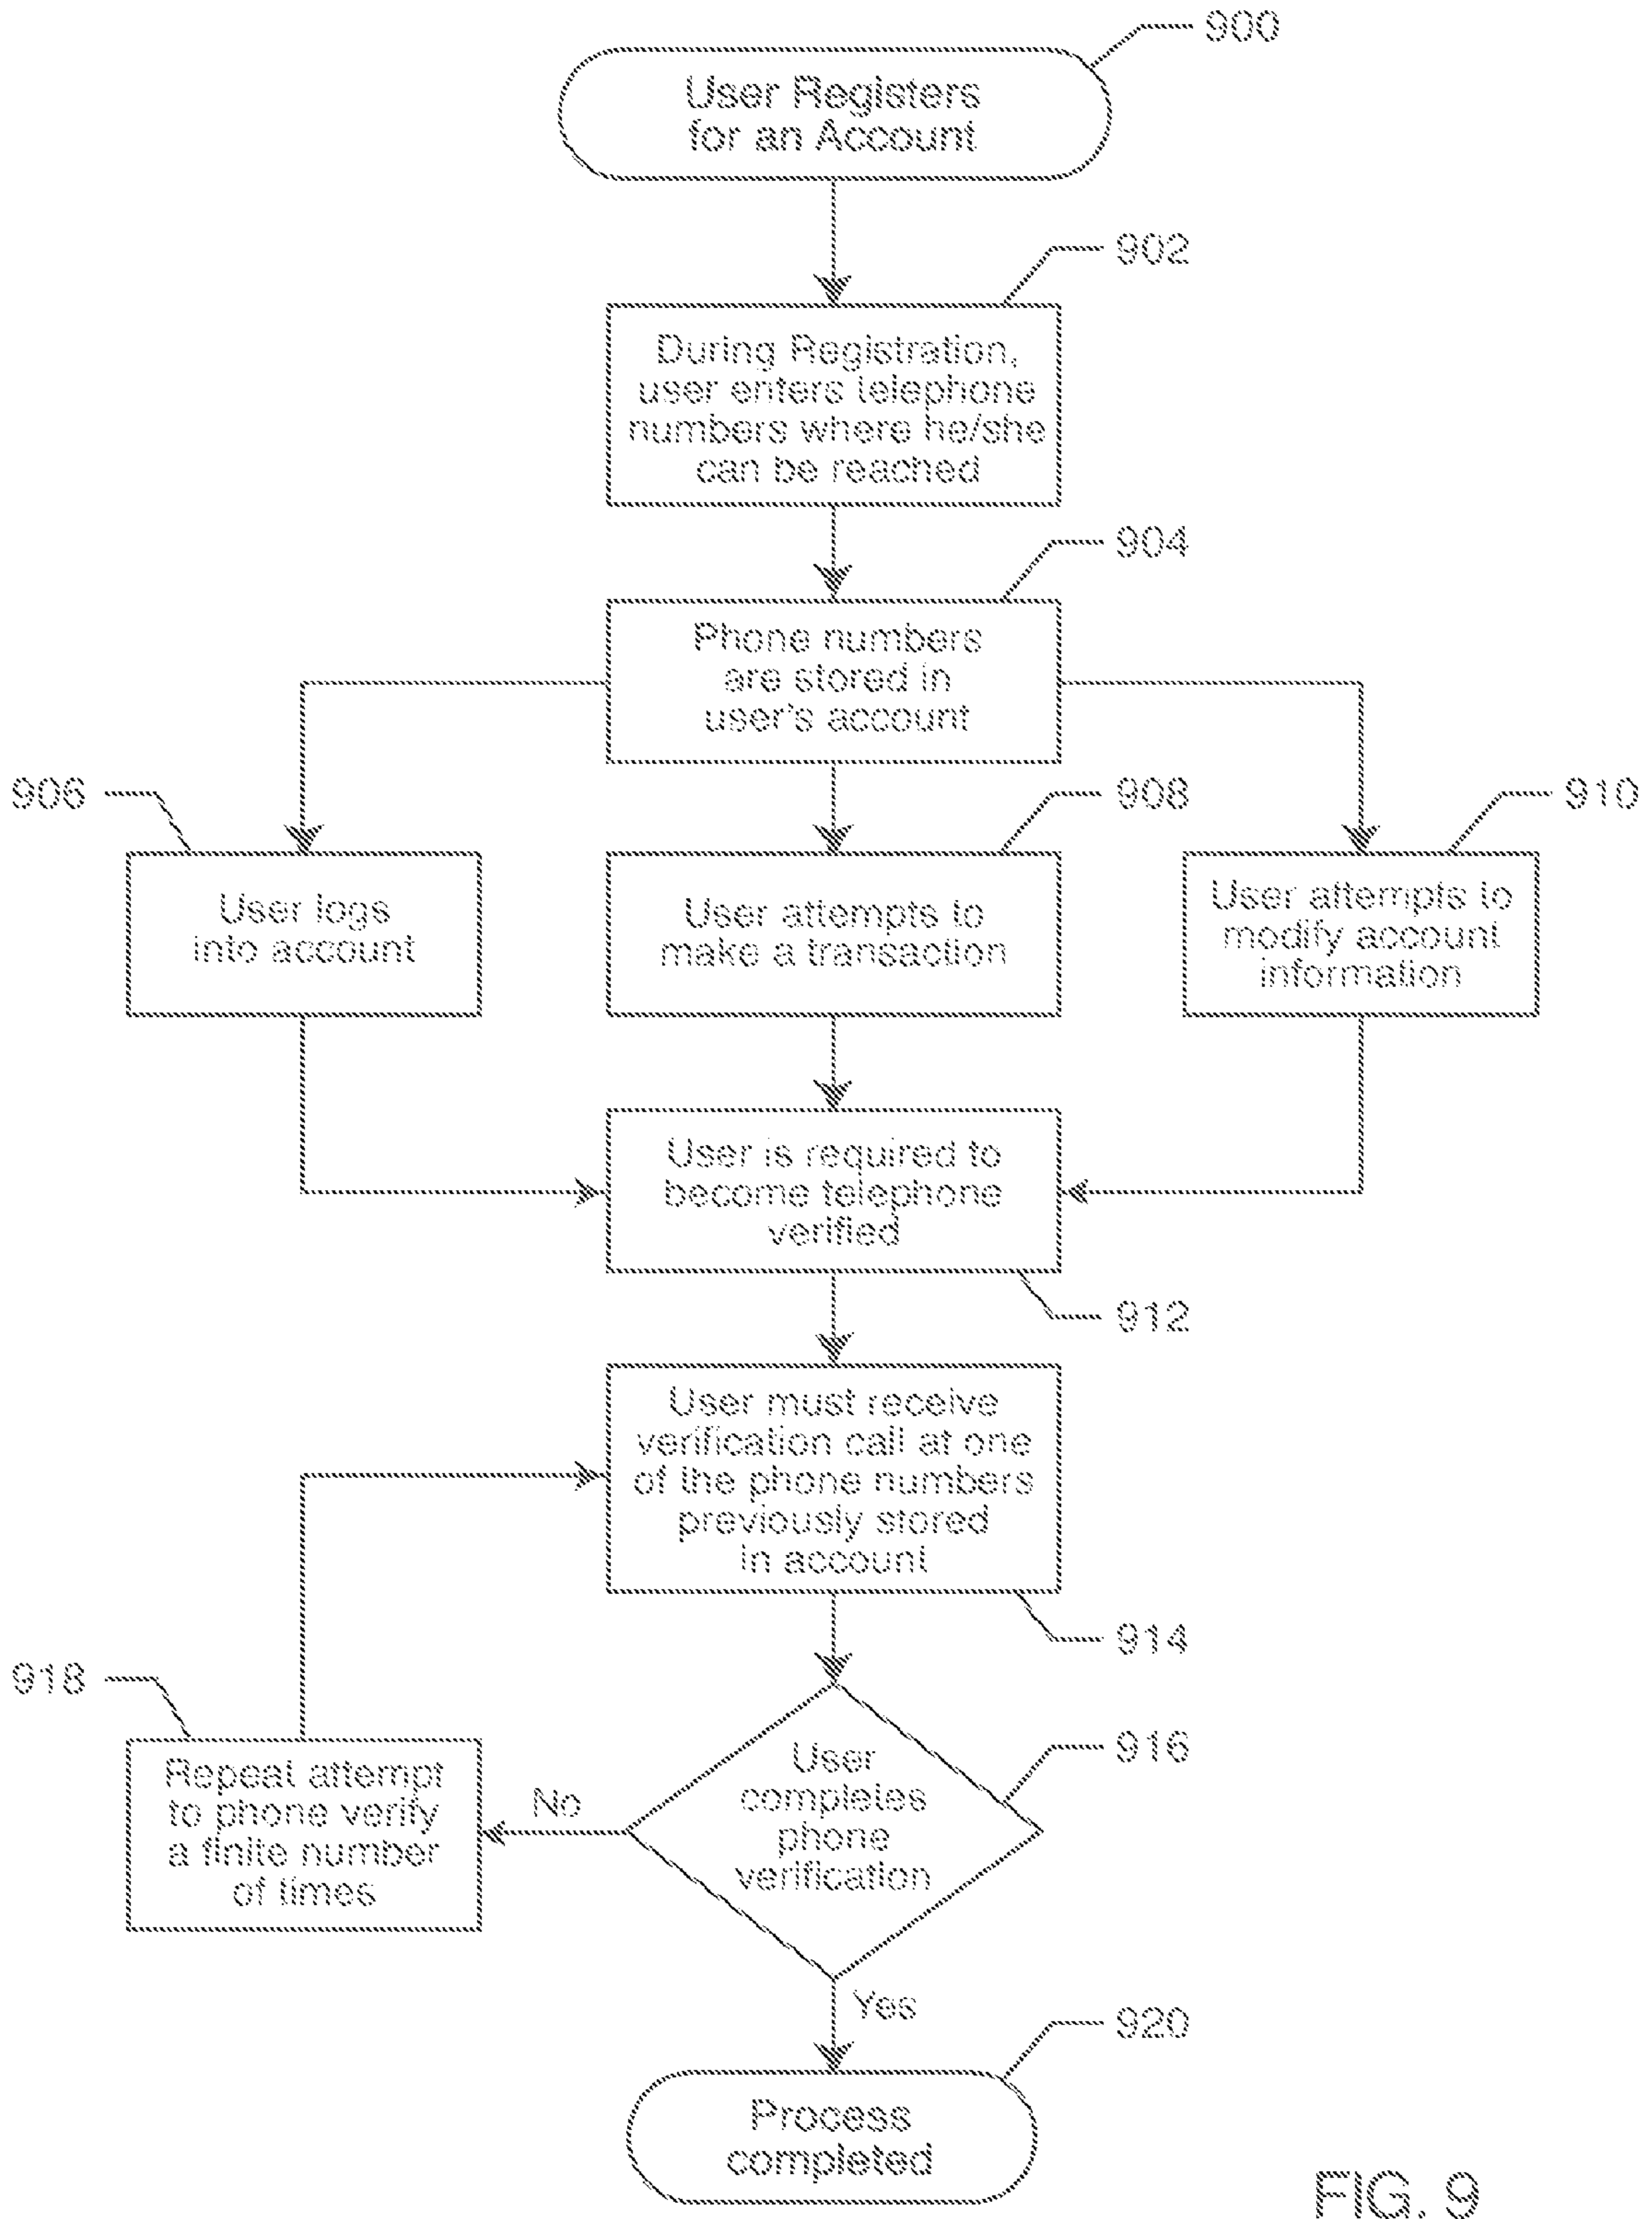 900
User Registers
for an Account
902
During Registration,
user enters telephone
numbers where he/she
can be reached
904
Phone numbers
are stored in
user's account
906
908
910
User logs
into account
User attempts to
make a transaction
User attempts to
modify account
information
User is required to
become telephone
verified
912
User must receive
verification call at one
of the phone numbers
previously stored
in account
914
918
916
Repeat attempt
to phone verify
a finite number
of times
No
User
completes
phone
verification
Yes
920
Process
completed
FIG. 9